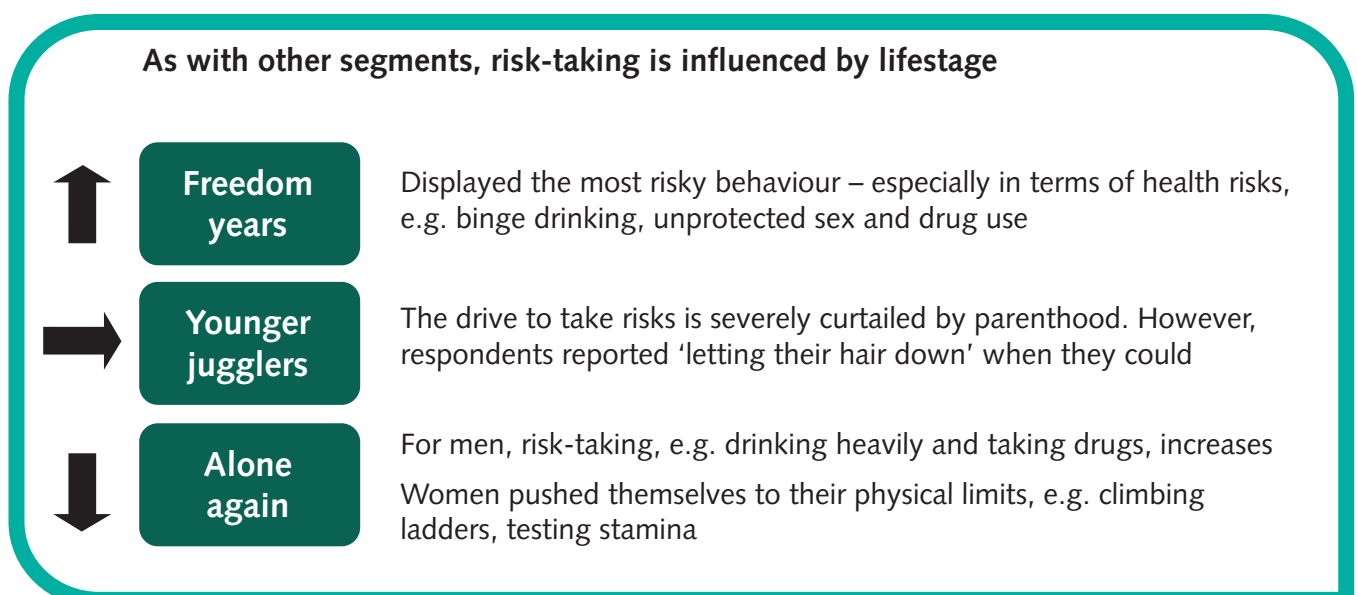 As with other segments, risk-taking is influenced by lifestage
Freedom
years
Displayed the most risky behaviour – especially in terms of health risks,
e.g. binge drinking, unprotected sex and drug use
Younger
jugglers
The drive to take risks is severely curtailed by parenthood. However,
respondents reported ‘letting their hair down’ when they could
Alone
again
For men, risk-taking, e.g. drinking heavily and taking drugs, increases
Women pushed themselves to their physical limits, e.g. climbing
ladders, testing stamina